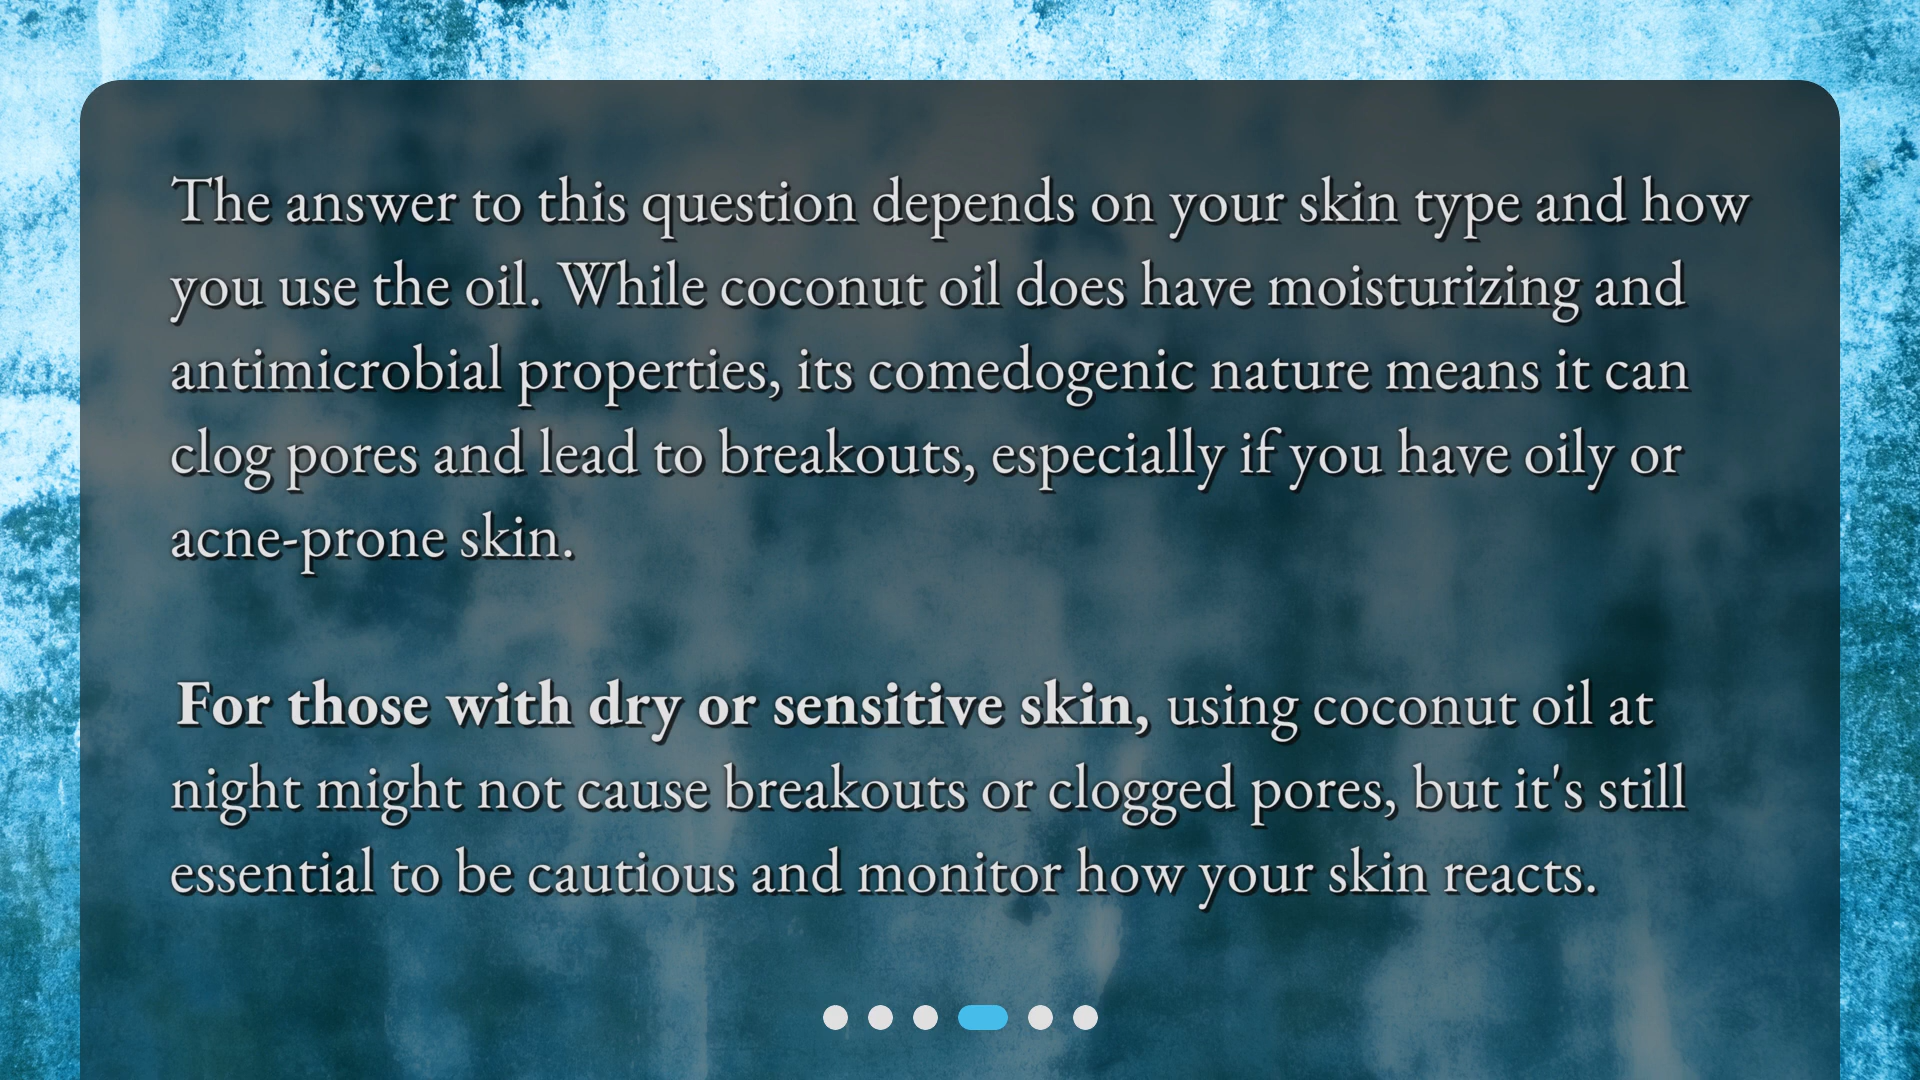 The answer to this question depends on your skin type and how
you use the oil. While coconut oil does have moisturizing and
antimicrobial properties, its comedogenic nature means it can
clog pores and lead to breakouts, especially if you have oily or
acne-prone skin.
For those with dry or sensitive skin, using coconut oil at
night might not cause breakouts or clogged pores, but it's still
essential to be cautious and monitor how your skin reacts.